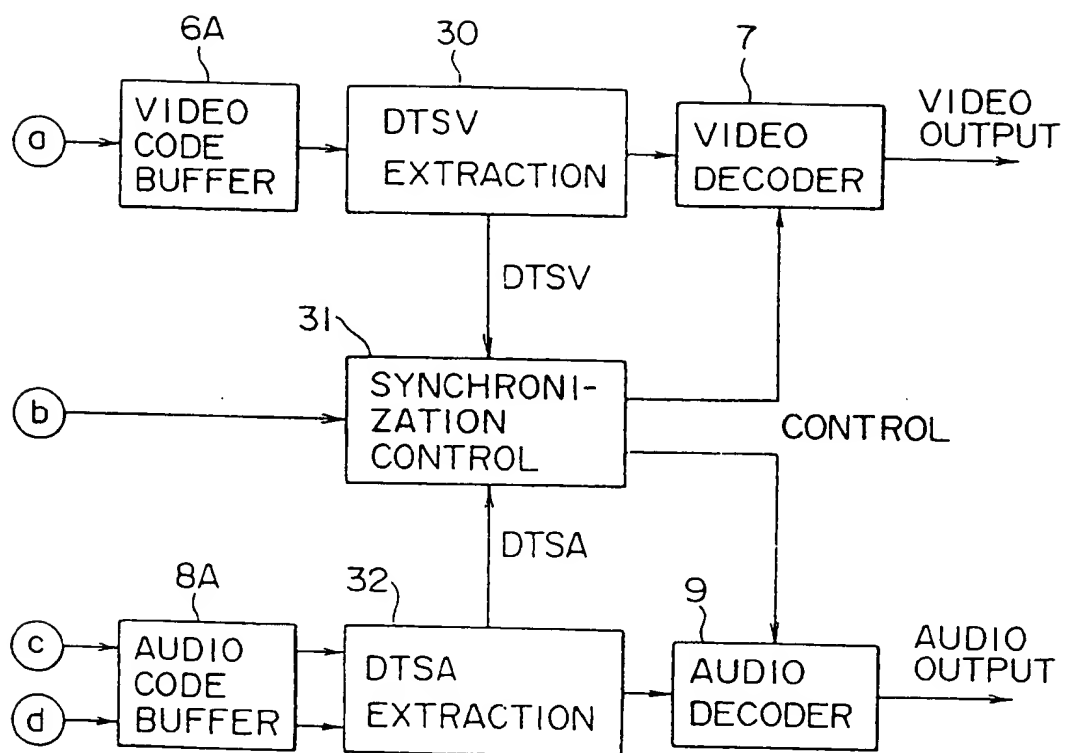 6A
30
7
VIDEO
CODE
BUFFER
DTSV
EXTRACTION
VIDEO
DECODER
VIDEO
OUTPUT
a
DTSV
31
b
SYNCHRONI-
ZATION
CONTROL
CONTROL
DTSA
8A
32
9
c
d
AUDIO
CODE
BUFFER
DTSA
EXTRACTION
AUDIO
DECODER
AUDIO
OUTPUT